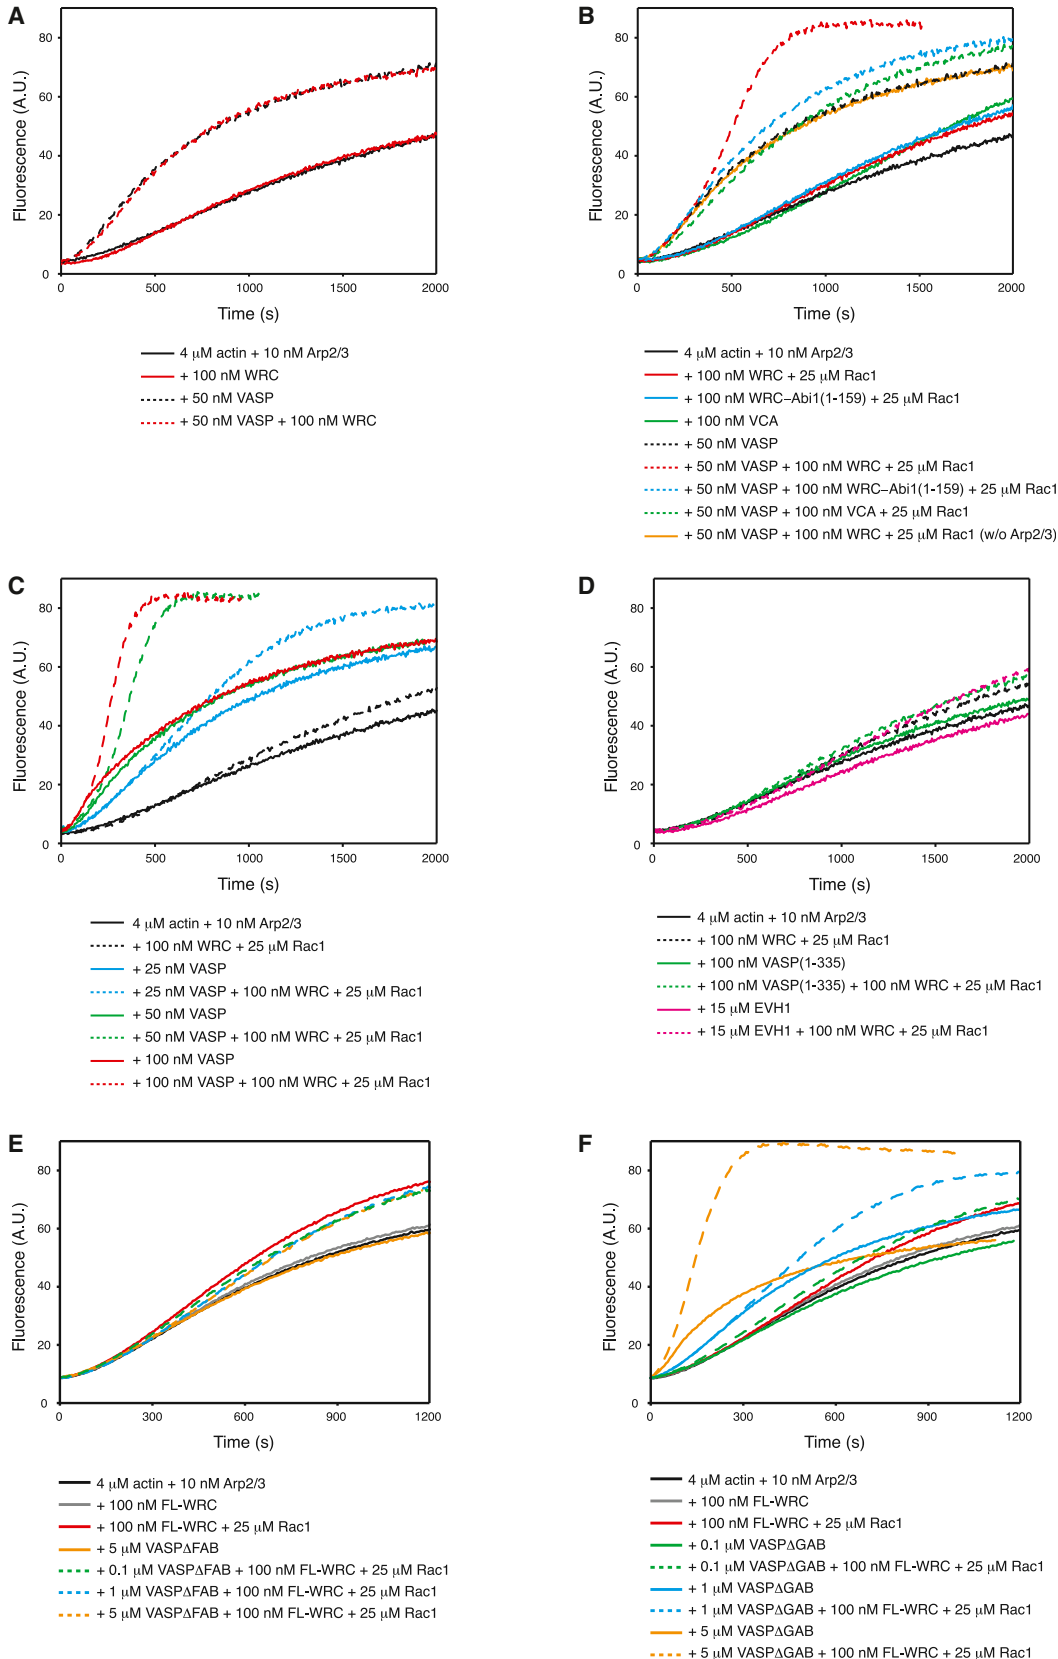 A
Fluorescence (A.U.)
80
60
40
20
0
0 500 1000 1500 2000
Time (s)
4 μM actin + 10 nM Arp2/3
+ 100 nM WRC
+ 50 nM VASP
+ 50 nM VASP + 100 nM WRC
B
Fluorescence (A.U.)
80
60
40
20
0
0 500 1000 1500 2000
Time (s)
4 μM actin + 10 nM Arp2/3
+ 100 nM WRC + 25 μM Rac1
+ 100 nM WRC–Abi1(1-159) + 25 μM Rac1
+ 100 nM VCA
+ 50 nM VASP
+ 50 nM VASP + 100 nM WRC + 25 μM Rac1
+ 50 nM VASP + 100 nM WRC–Abi1(1-159) + 25 μM Rac1
+ 50 nM VASP + 100 nM VCA + 25 μM Rac1
+ 50 nM VASP + 100 nM WRC + 25 μM Rac1 (w/o Arp2/3)
C
Fluorescence (A.U.)
80
60
40
20
0
0 500 1000 1500 2000
Time (s)
4 μM actin + 10 nM Arp2/3
+ 100 nM WRC + 25 μM Rac1
+ 25 nM VASP
+ 25 nM VASP + 100 nM WRC + 25 μM Rac1
+ 50 nM VASP
+ 50 nM VASP + 100 nM WRC + 25 μM Rac1
+ 100 nM VASP
+ 100 nM VASP + 100 nM WRC + 25 μM Rac1
D
Fluorescence (A.U.)
80
60
40
20
0
0 500 1000 1500 2000
Time (s)
4 μM actin + 10 nM Arp2/3
+ 100 nM WRC + 25 μM Rac1
+ 100 nM VASP(1-335)
+ 100 nM VASP(1-335) + 100 nM WRC + 25 μM Rac1
+ 15 μM EVH1
+ 15 μM EVH1 + 100 nM WRC + 25 μM Rac1
E
Fluorescence (A.U.)
80
60
40
20
0
0 300 600 900 1200
Time (s)
4 μM actin + 10 nM Arp2/3
+ 100 nM FL-WRC
+ 100 nM FL-WRC + 25 μM Rac1
+ 5 μM VASPΔFAB
+ 0.1 μM VASPΔFAB + 100 nM FL-WRC + 25 μM Rac1
+ 1 μM VASPΔFAB + 100 nM FL-WRC + 25 μM Rac1
+ 5 μM VASPΔFAB + 100 nM FL-WRC + 25 μM Rac1
F
Fluorescence (A.U.)
80
60
40
20
0
0 300 600 900 1200
Time (s)
4 μM actin + 10 nM Arp2/3
+ 100 nM FL-WRC
+ 100 nM FL-WRC + 25 μM Rac1
+ 0.1 μM VASPΔGAB
+ 0.1 μM VASPΔGAB + 100 nM FL-WRC + 25 μM Rac1
+ 1 μM VASPΔGAB
+ 1 μM VASPΔGAB + 100 nM FL-WRC + 25 μM Rac1
+ 5 μM VASPΔGAB
+ 5 μM VASPΔGAB + 100 nM FL-WRC + 25 μM Rac1